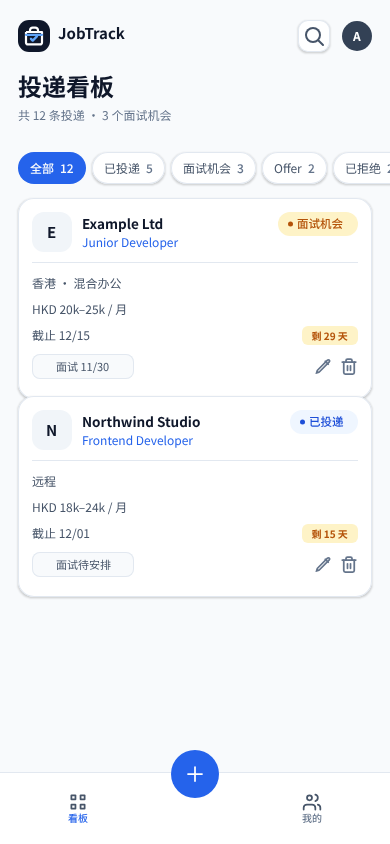 JobTrack
A
投递看板
共 12 条投递 • 3 个面试机会
全部 12
已投递 5
面试机会 3
Offer 2
已拒绝 2
E
Example Ltd
Junior Developer
面试机会
香港 • 混合办公
HKD 20k–25k / 月
截止 12/15
剩 29 天
面试 11/30
N
Northwind Studio
Frontend Developer
已投递
远程
HKD 18k–24k / 月
截止 12/01
剩 15 天
面试待安排
看板
我的